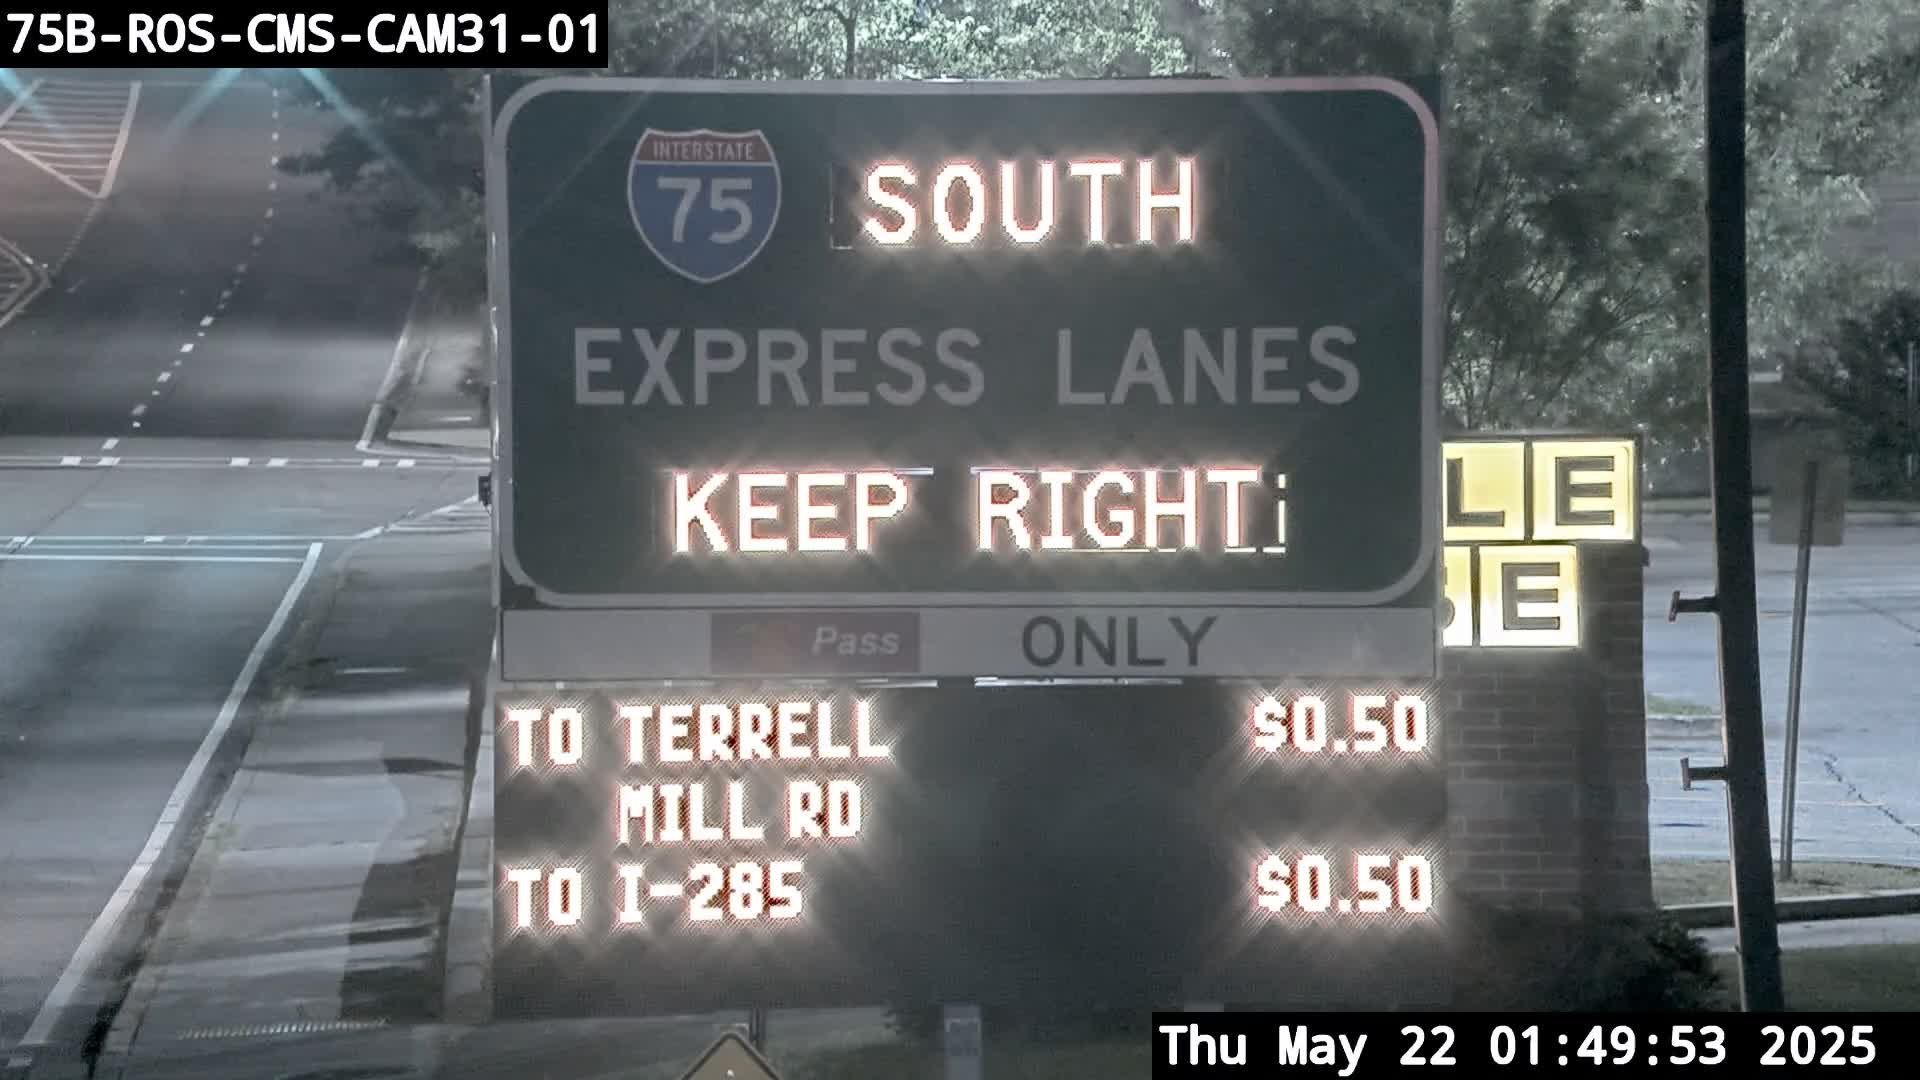 75B-ROS-CMS-CAM31-01
INTERSTATE
75
SOUTH
EXPRESS LANES
KEEP RIGHT
Pass ONLY
TO TERRELL $0.50
MILL RD
TO I-285 $0.50
LE
E
Thu May 22 01:49:53 2025